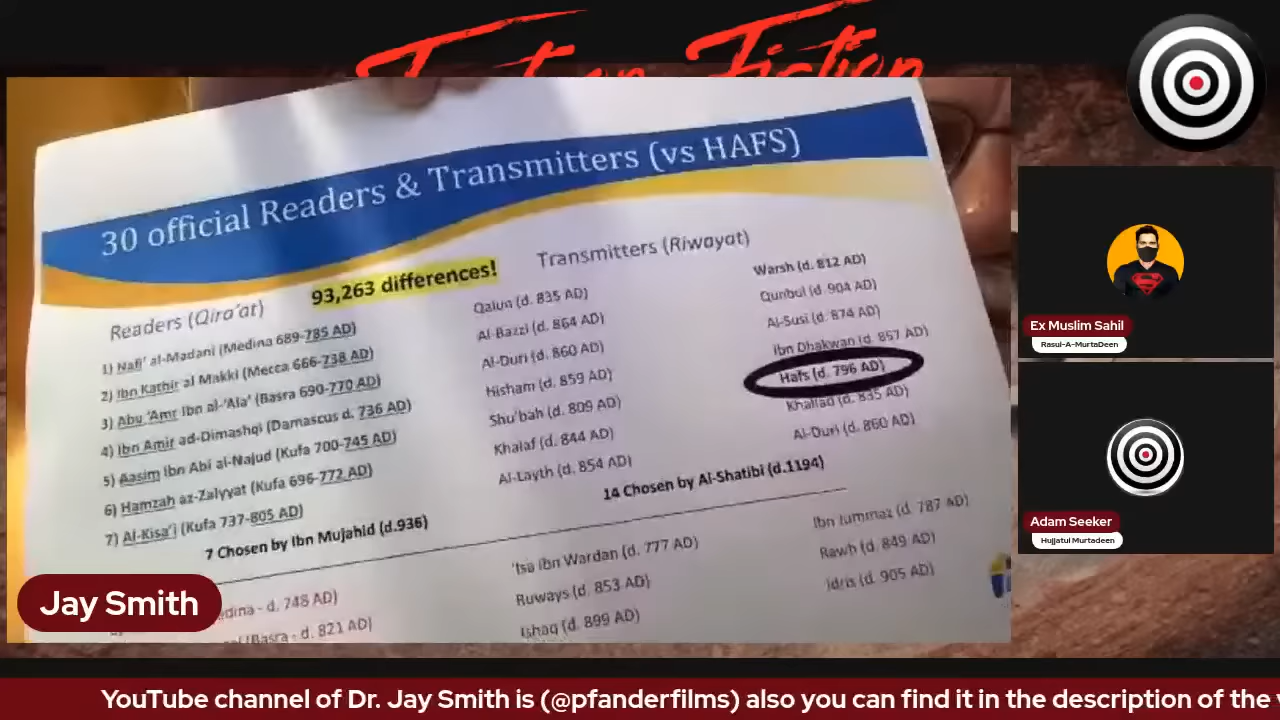 Fiction
30 official Readers & Transmitters (vs HAFS)
93,263 differences!
Readers (Qira'at)
1) Nafi' al-Madani (Medina 689-785 AD)
2) Ibn Kathir al Makki (Mecca 666-738 AD)
3) Abu 'Amr Ibn al-'Ala' (Basra 690-770 AD)
4) Ibn Amir ad-Dimashqi (Damascus d. 736 AD)
5) Aasim Ibn Abi al-Najud (Kufa 700-745 AD)
6) Hamzah az-Zaiyyat (Kufa 696-772 AD)
7) Al-Kisa'i (Kufa 737-805 AD)
7 Chosen by Ibn Mujahid (d.936)
Transmitters (Riwayat)
Qalun (d. 835 AD)
Al-Bazzi (d. 864 AD)
Al-Duri (d. 860 AD)
Hisham (d. 859 AD)
Shu'bah (d. 809 AD)
Khalaf (d. 844 AD)
Al-Layth (d. 854 AD)
Warsh (d. 812 AD)
Qunbul (d. 904 AD)
Al-Susi (d. 874 AD)
Ibn Dhakwan (d. 857 AD)
Hafs (d. 796 AD)
Khallad (d. 835 AD)
Al-Duri (d. 860 AD)
14 Chosen by Al-Shatibi (d.1194)
- d. 748 AD)
(Basra - d. 821 AD)
'Isa ibn Wardan (d. 777 AD)
Ruways (d. 853 AD)
Ishaq (d. 899 AD)
Ibn Jummaz (d. 787 AD)
Rawh (d. 849 AD)
Idris (d. 905 AD)
Jay Smith
Ex Muslim Sahil
Rasul-A-MurtaDeen
Adam Seeker
Hujjatul Murtadeen
YouTube channel of Dr. Jay Smith is (@pfanderfilms) also you can find it in the description of the